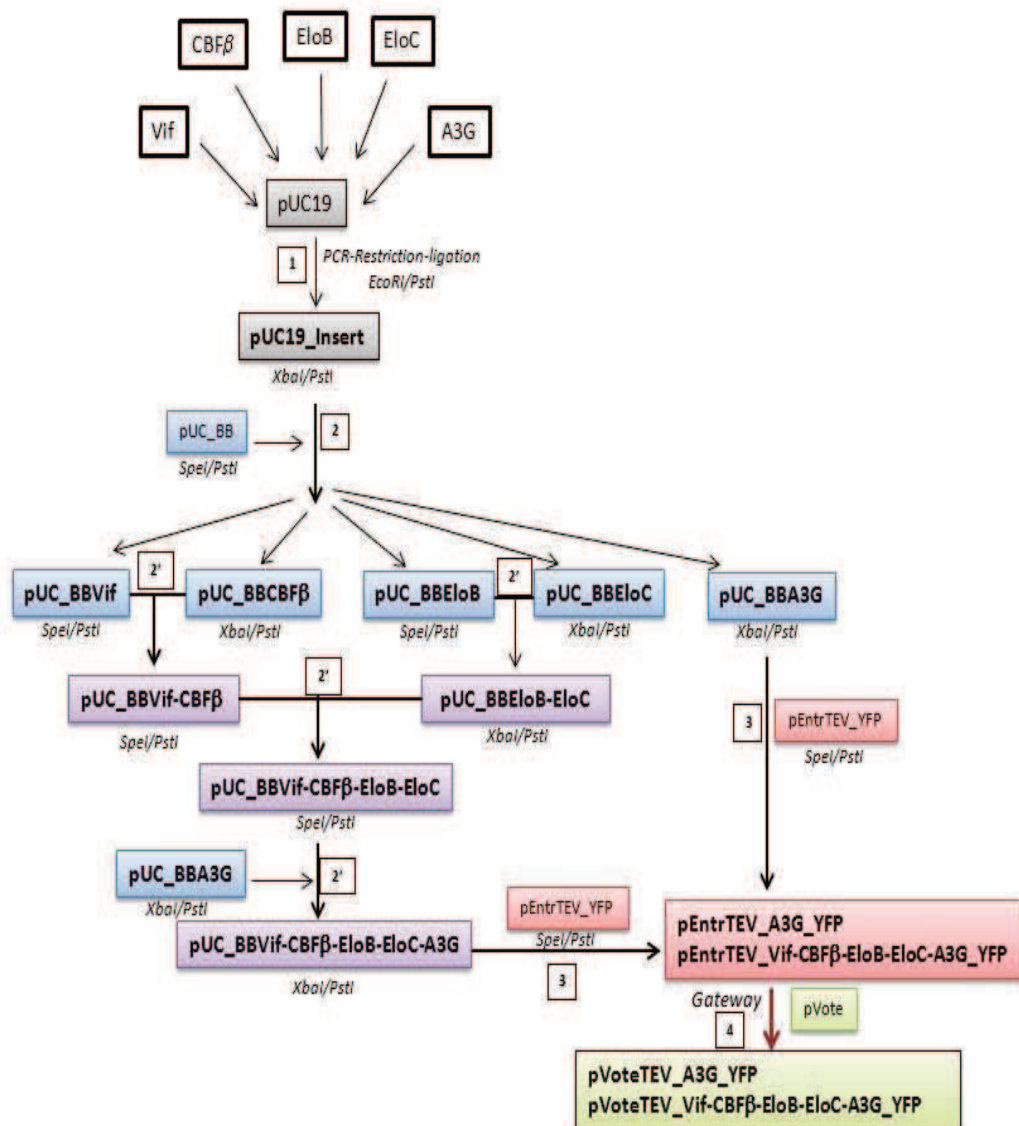 CBFβ
EloB
EloC
Vif
A3G
pUC19
1
PCR-Restriction-ligation
EcoRI/PstI
pUC19_Insert
XbaI/PstI
pUC_BB
SpeI/PstI
2
2'
2'
pUC_BBVif
pUC_BBCBFβ
pUC_BBEloB
pUC_BBEloC
pUC_BBA3G
SpeI/PstI
XbaI/PstI
SpeI/PstI
XbaI/PstI
XbaI/PstI
2'
pUC_BBVif-CBFβ
pUC_BBEloB-EloC
SpeI/PstI
XbaI/PstI
3
pEntrTEV_YFP
SpeI/PstI
pUC_BBVif-CBFβ-EloB-EloC
SpeI/PstI
pUC_BBA3G
XbaI/PstI
2'
pEntrTEV_YFP
SpeI/PstI
3
pUC_BBVif-CBFβ-EloB-EloC-A3G
XbaI/PstI
pEntrTEV_A3G_YFP
pEntrTEV_Vif-CBFβ-EloB-EloC-A3G_YFP
Gateway
4
pVote
pVoteTEV_A3G_YFP
pVoteTEV_Vif-CBFβ-EloB-EloC-A3G_YFP